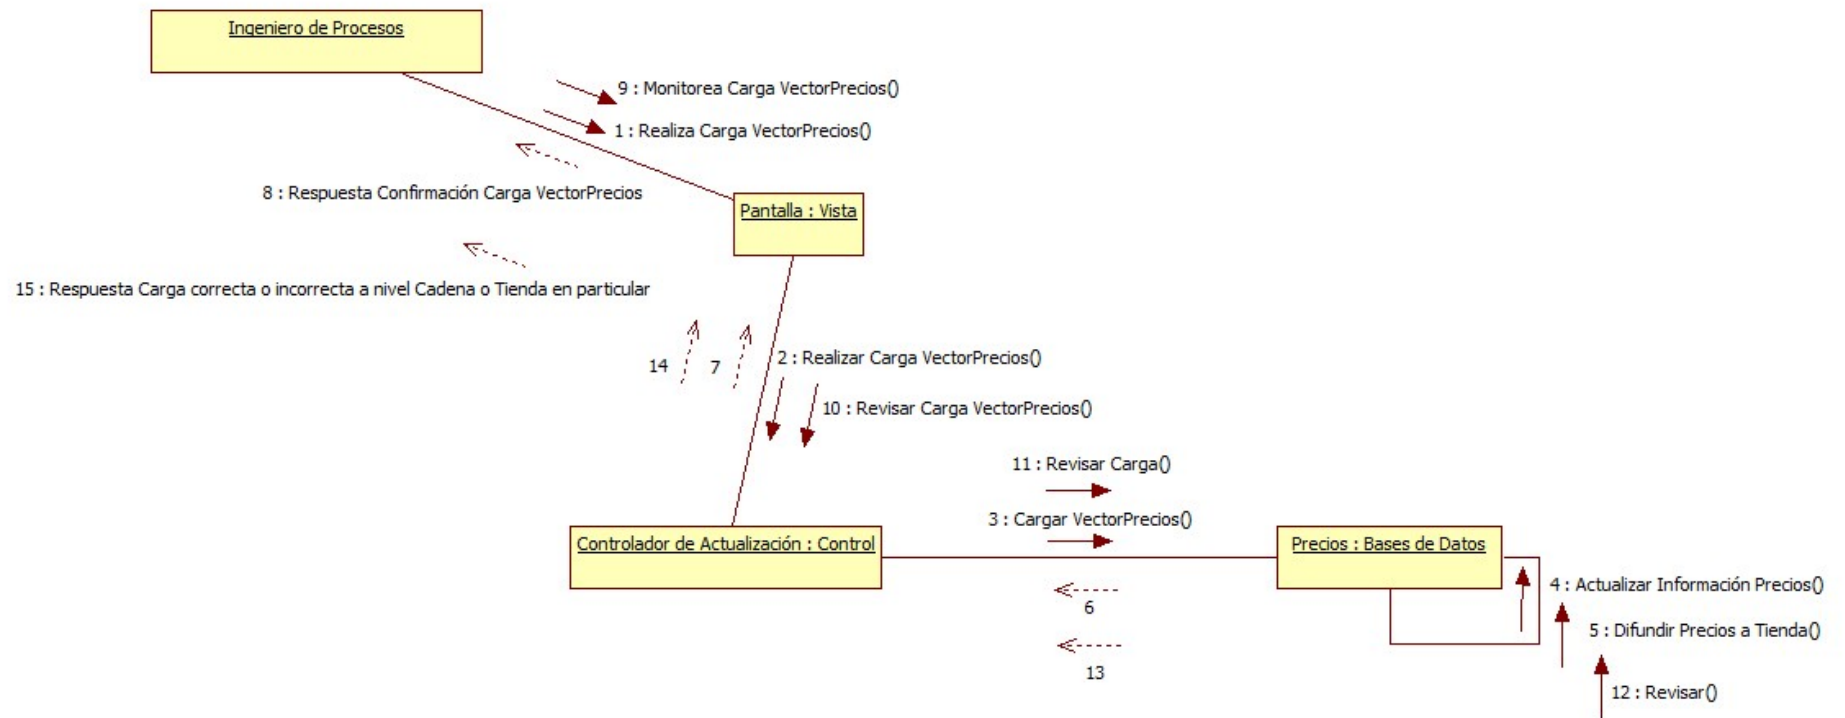 Ingeniero de Procesos
9 : Monitorea Carga VectorPrecios()
1 : Realiza Carga VectorPrecios()
8 : Respuesta Confirmación Carga VectorPrecios
Pantalla : Vista
15 : Respuesta Carga correcta o incorrecta a nivel Cadena o Tienda en particular
14
7
2 : Realizar Carga VectorPrecios()
10 : Revisar Carga VectorPrecios()
11 : Revisar Carga()
3 : Cargar VectorPrecios()
Controlador de Actualización : Control
Precios : Bases de Datos
4 : Actualizar Información Precios()
6
5 : Difundir Precios a Tienda()
13
12 : Revisar()